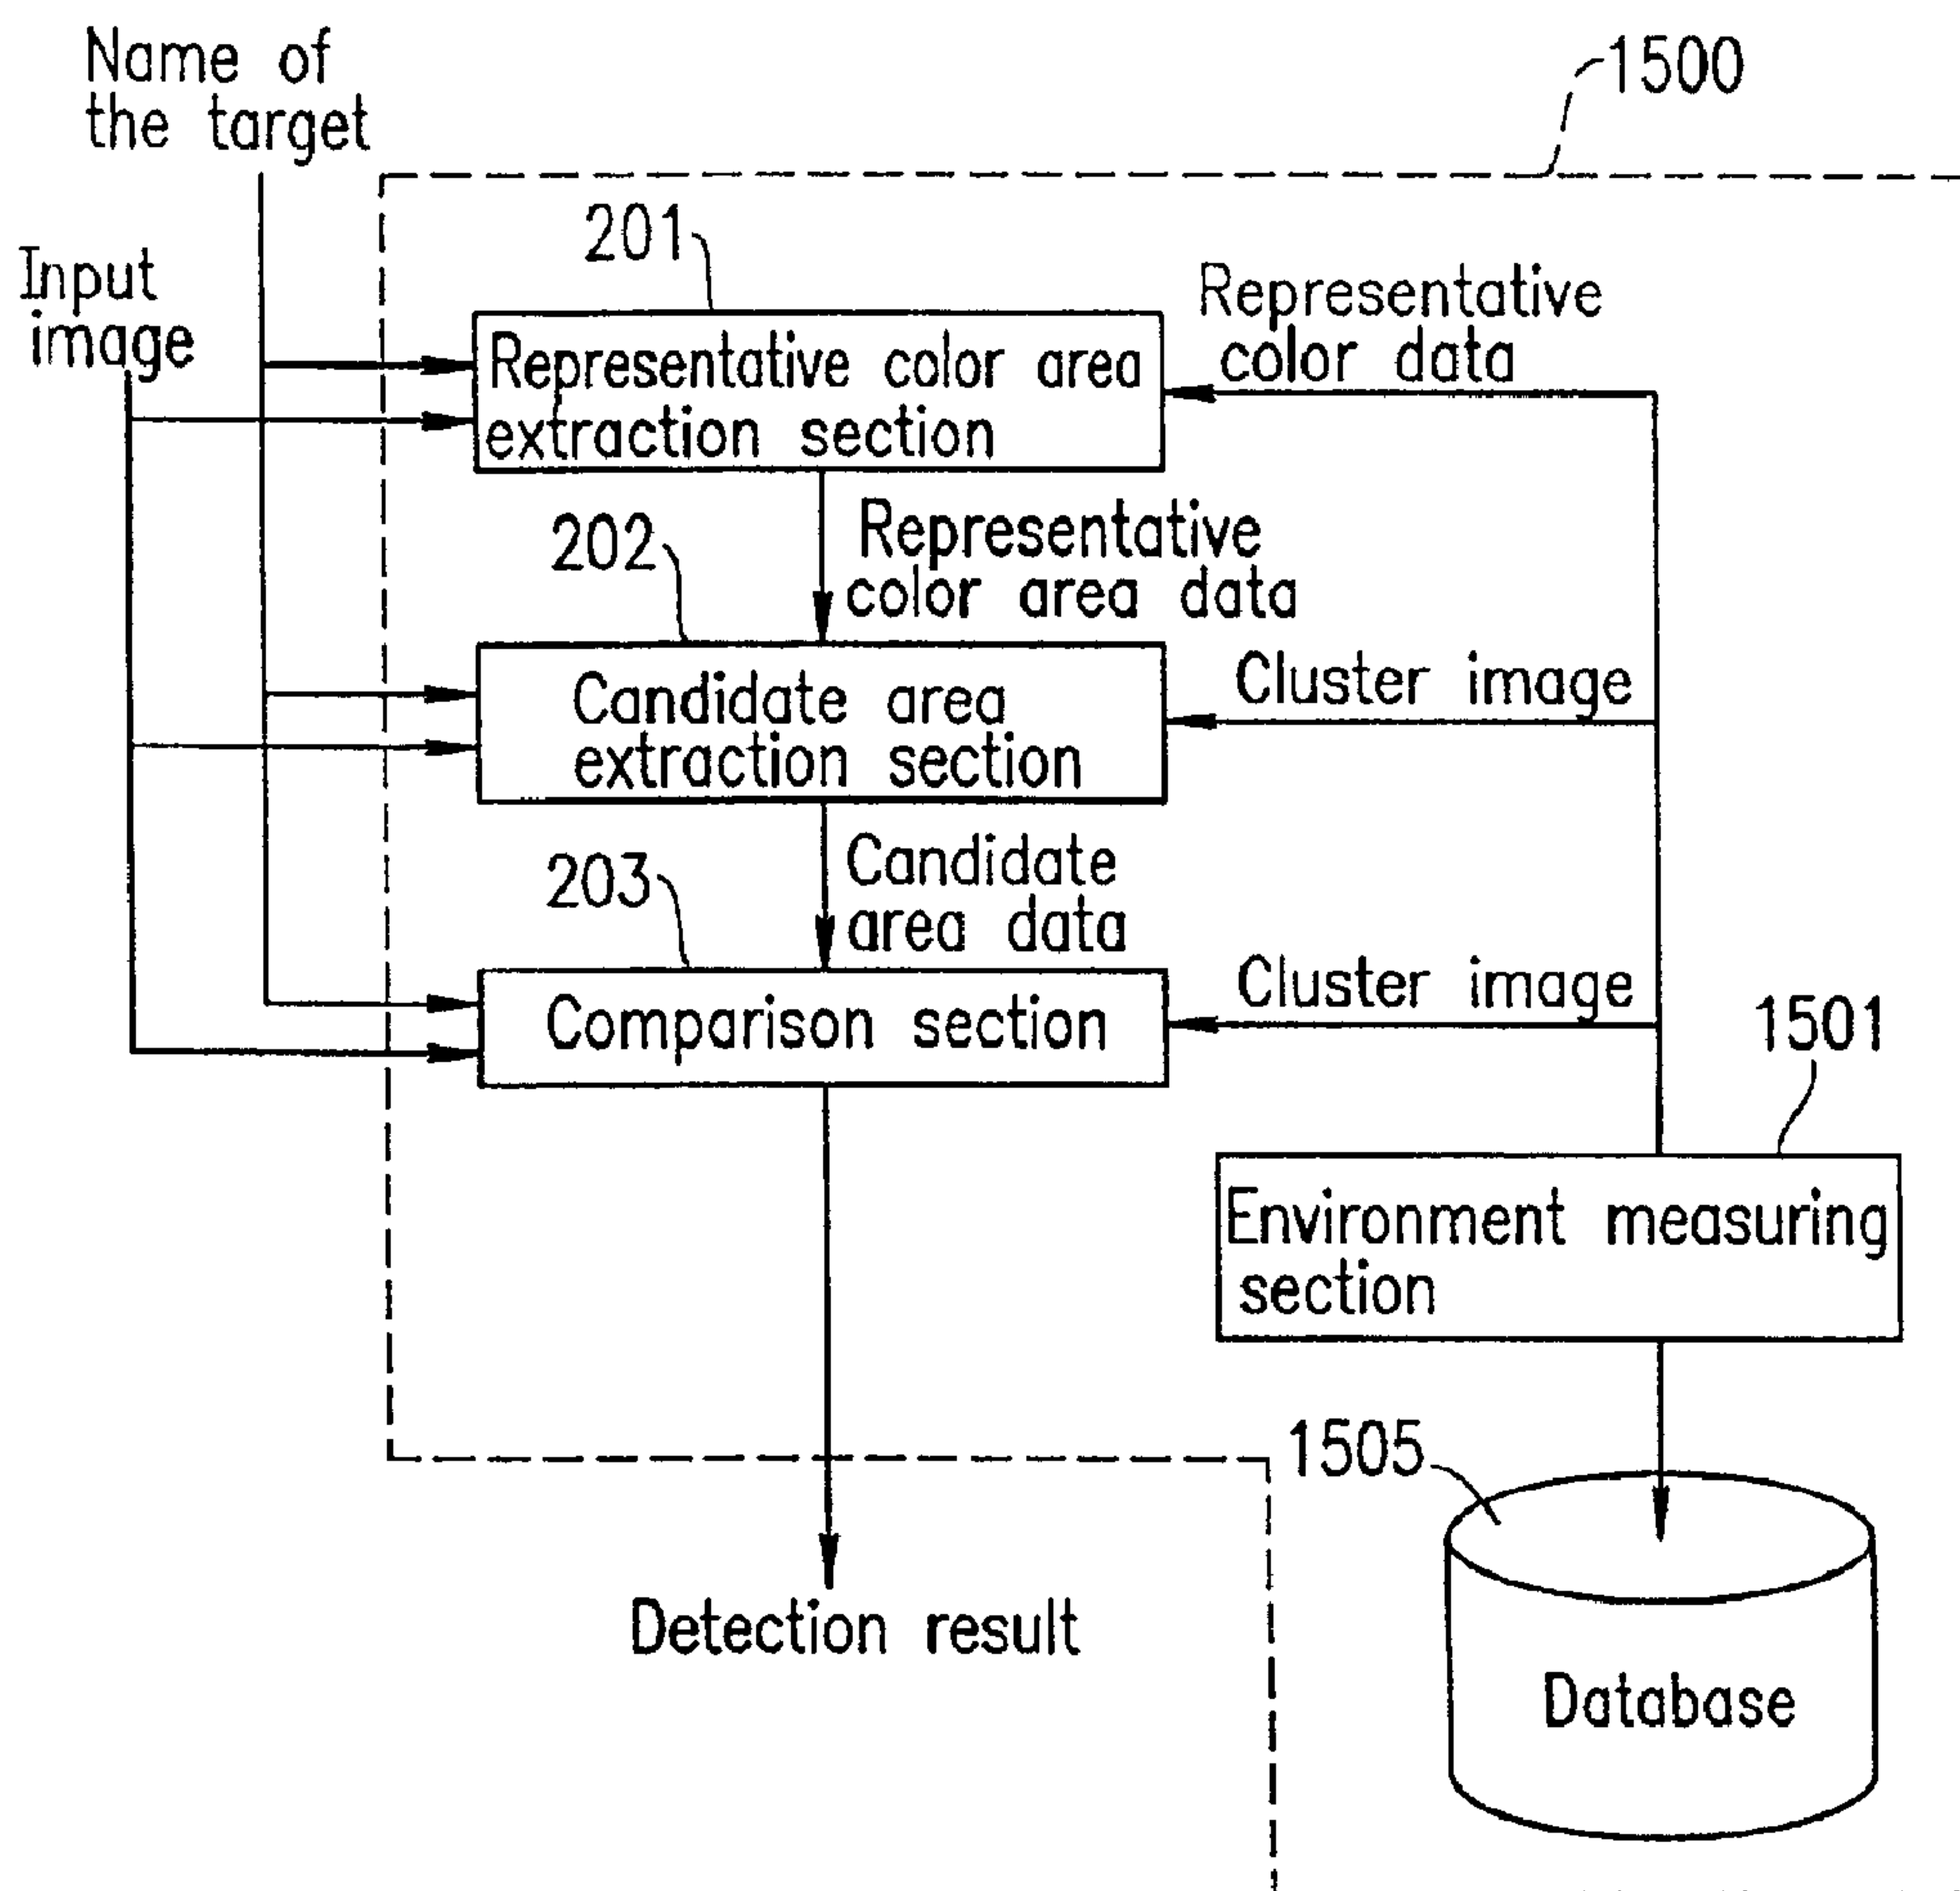 Name of
the target
1500
Input
image
201
Representative
color data
Representative color area
extraction section
202
Representative
color area data
Candidate area
extraction section
Cluster image
203
Candidate
area data
Comparison section
Cluster image
1501
Environment measuring
section
1505
Detection result
Database